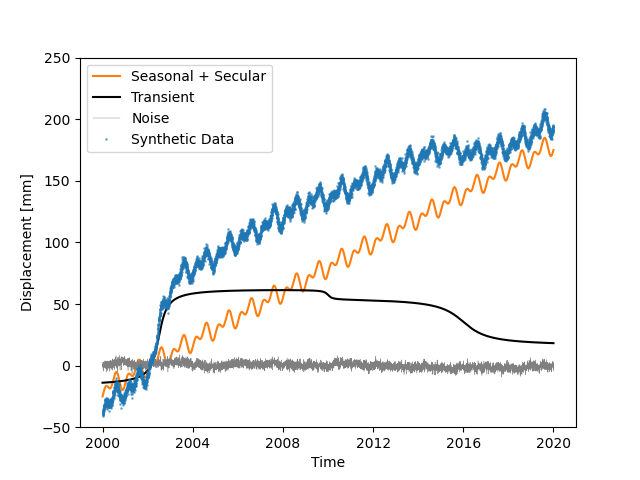 250
200
150
100
50
0
−50
Displacement [mm]
Seasonal + Secular
Transient
Noise
Synthetic Data
2000 2004 2008 2012 2016 2020
Time